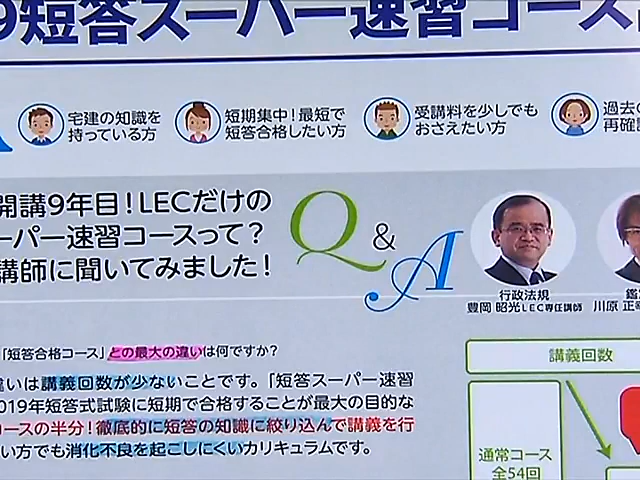 9短答スーパー速習コース
宅建の知識を
持っている方
短期集中！最短で
短答合格したい方
受講料を少しでも
おさえたい方
過去の
再確認
開講9年目！LECだけの
ーパー速習コースって？
講師に聞いてみました！
Q & A
行政法規
豊岡 昭光 LEC専任講師
鑑定
川原 正
「短答合格コース」との最大の違いは何ですか？
違いは講義回数が少ないことです。「短答スーパー速習
2019年短答式試験に短期で合格することが最大の目的な
コースの半分！徹底的に短答の知識に絞り込んで講義を行
い方でも消化不良を起こしにくいカリキュラムです。
講義回数
通常コース
全54回